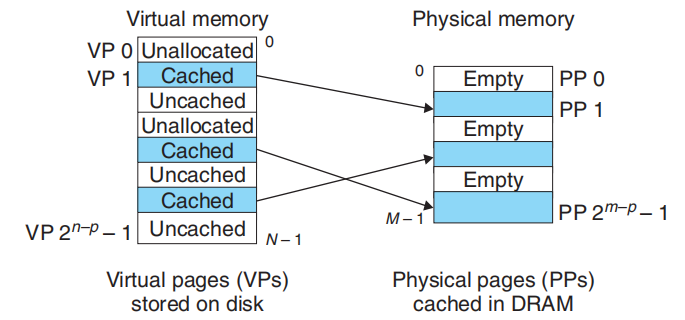 Virtual memory
Physical memory
VP 0 Unallocated 0
VP 1 Cached
Uncached
Unallocated
Cached
Uncached
Cached
VP 2ⁿ⁻ᵖ – 1 Uncached N – 1
0 Empty PP 0
PP 1
Empty
Empty
M – 1 PP 2ᵐ⁻ᵖ – 1
Virtual pages (VPs)
stored on disk
Physical pages (PPs)
cached in DRAM